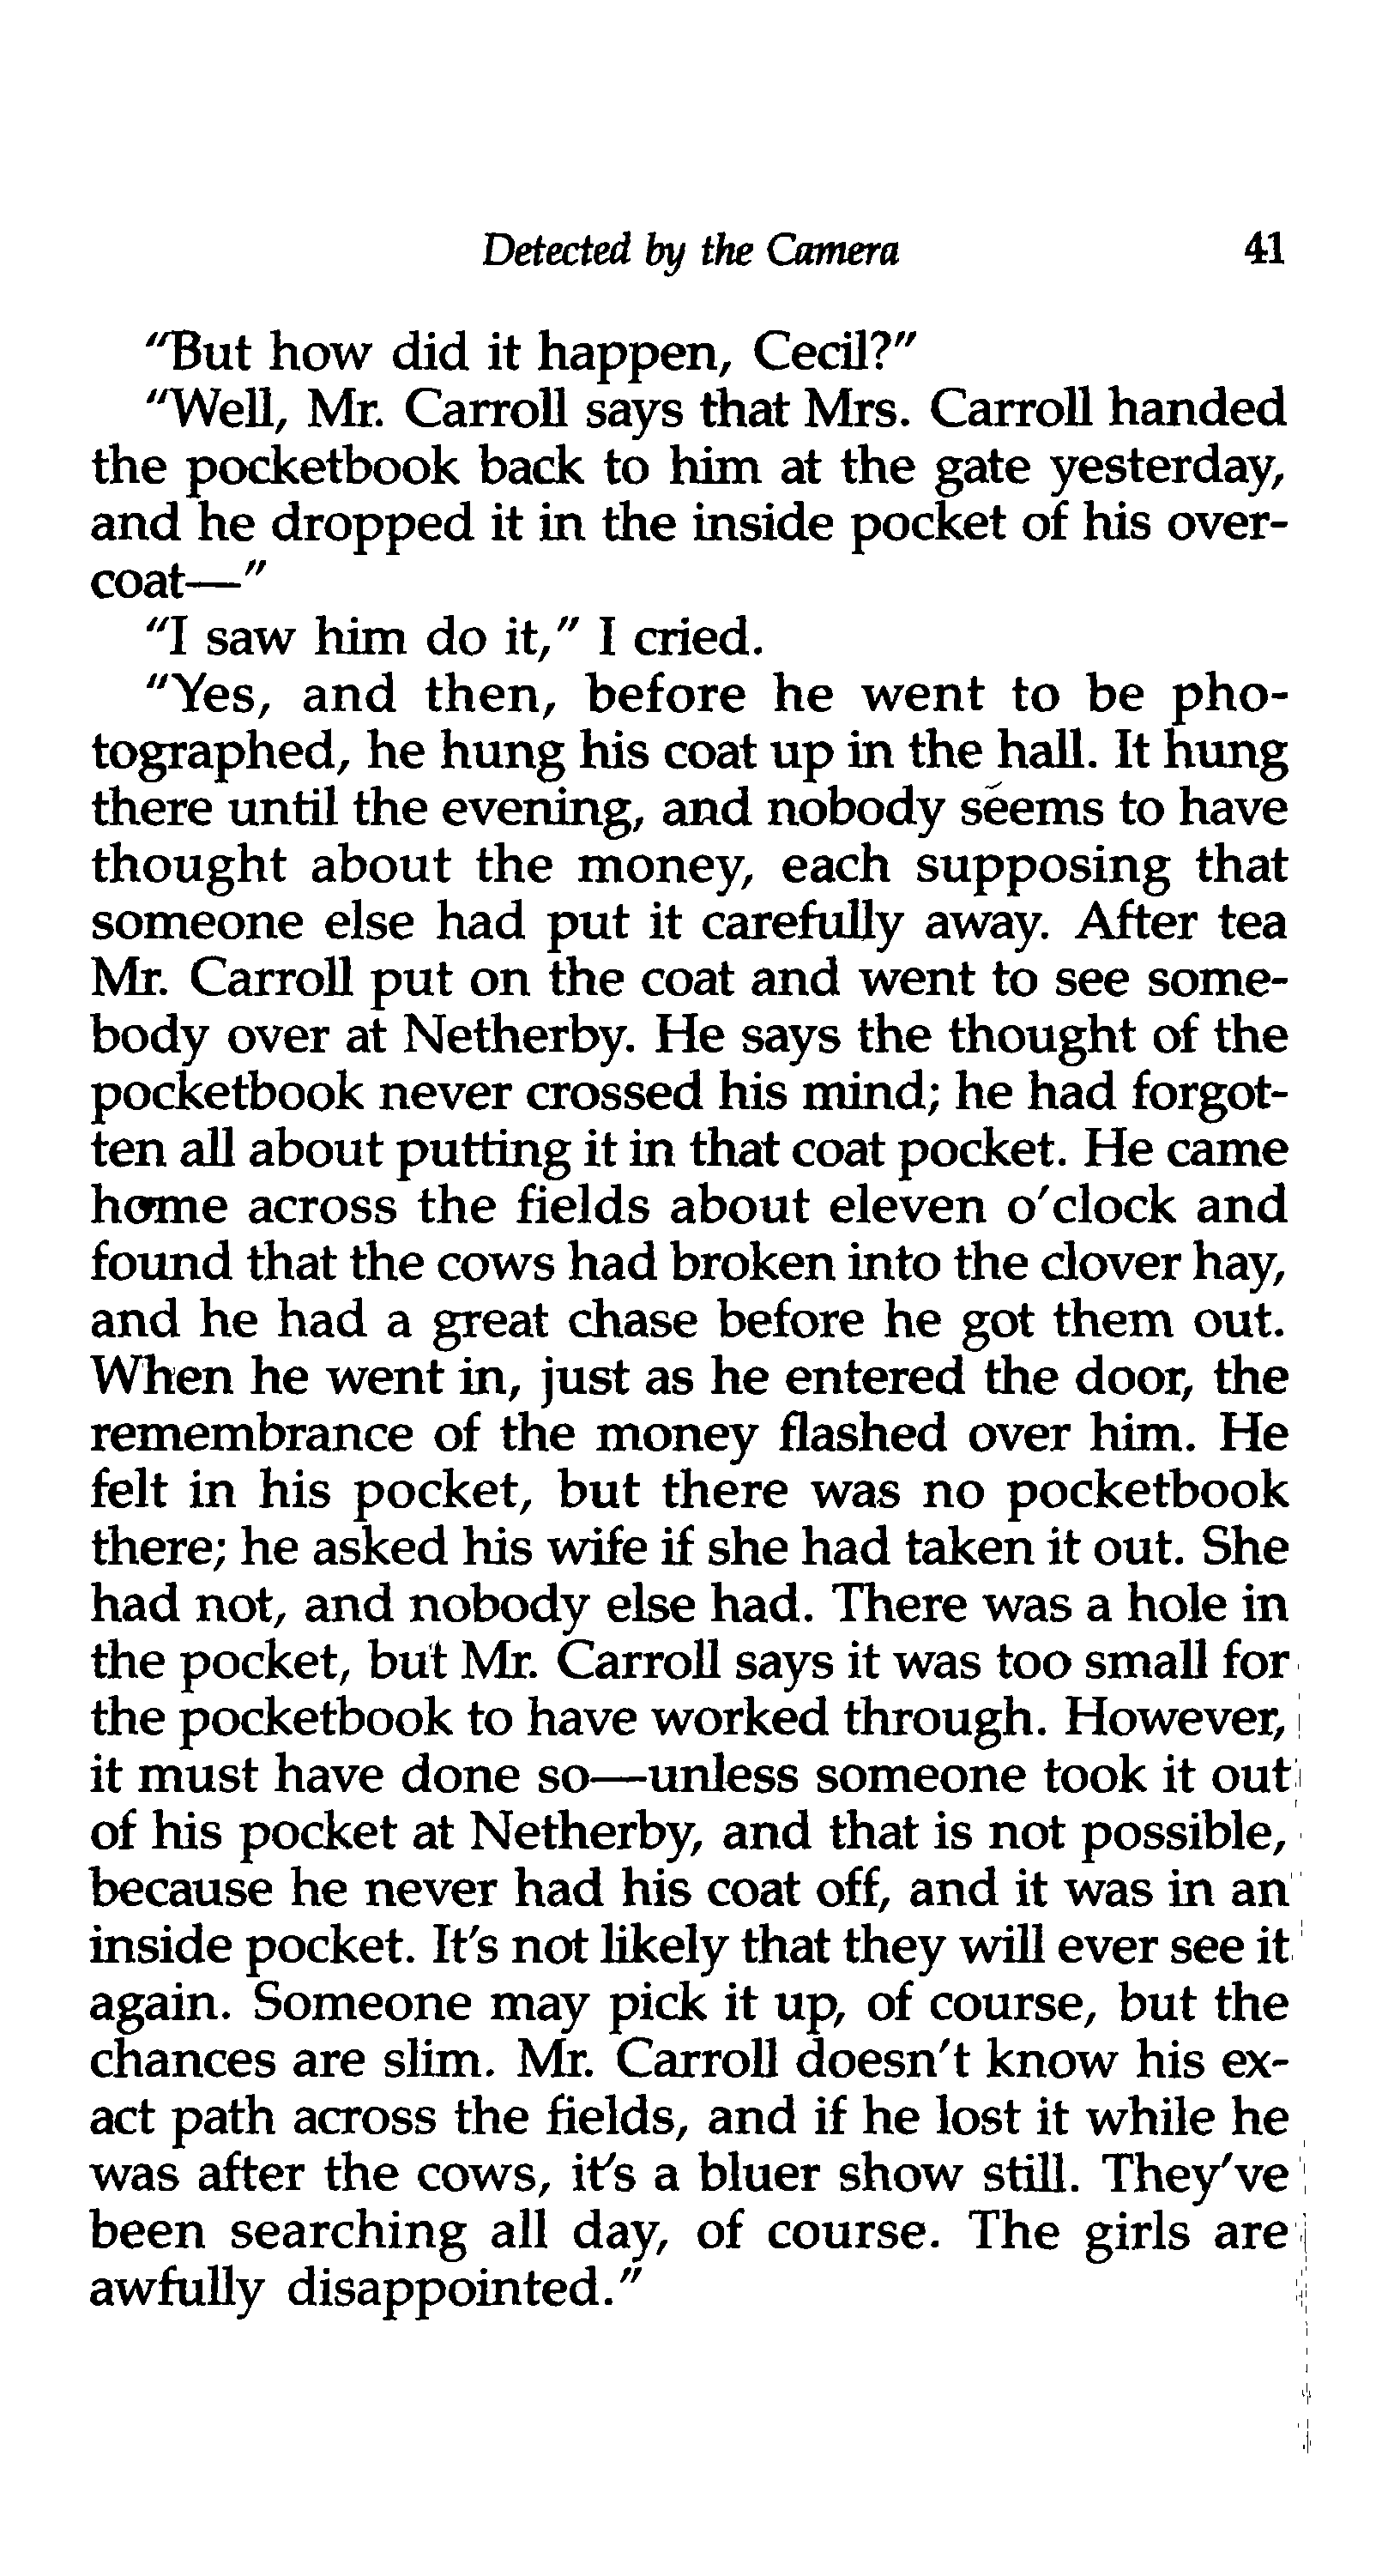 Detected by the Camera 41
"But how did it happen, Cecil?"
"Well, Mr. Carroll says that Mrs. Carroll handed
the pocketbook back to him at the gate yesterday,
and he dropped it in the inside pocket of his over-
coat—"
"I saw him do it," I cried.
"Yes, and then, before he went to be pho-
tographed, he hung his coat up in the hall. It hung
there until the evening, and nobody seems to have
thought about the money, each supposing that
someone else had put it carefully away. After tea
Mr. Carroll put on the coat and went to see some-
body over at Netherby. He says the thought of the
pocketbook never crossed his mind; he had forgot-
ten all about putting it in that coat pocket. He came
home across the fields about eleven o'clock and
found that the cows had broken into the clover hay,
and he had a great chase before he got them out.
When he went in, just as he entered the door, the
remembrance of the money flashed over him. He
felt in his pocket, but there was no pocketbook
there; he asked his wife if she had taken it out. She
had not, and nobody else had. There was a hole in
the pocket, but Mr. Carroll says it was too small for
the pocketbook to have worked through. However,
it must have done so—unless someone took it out
of his pocket at Netherby, and that is not possible,
because he never had his coat off, and it was in an
inside pocket. It's not likely that they will ever see it
again. Someone may pick it up, of course, but the
chances are slim. Mr. Carroll doesn't know his ex-
act path across the fields, and if he lost it while he
was after the cows, it's a bluer show still. They've
been searching all day, of course. The girls are
awfully disappointed."